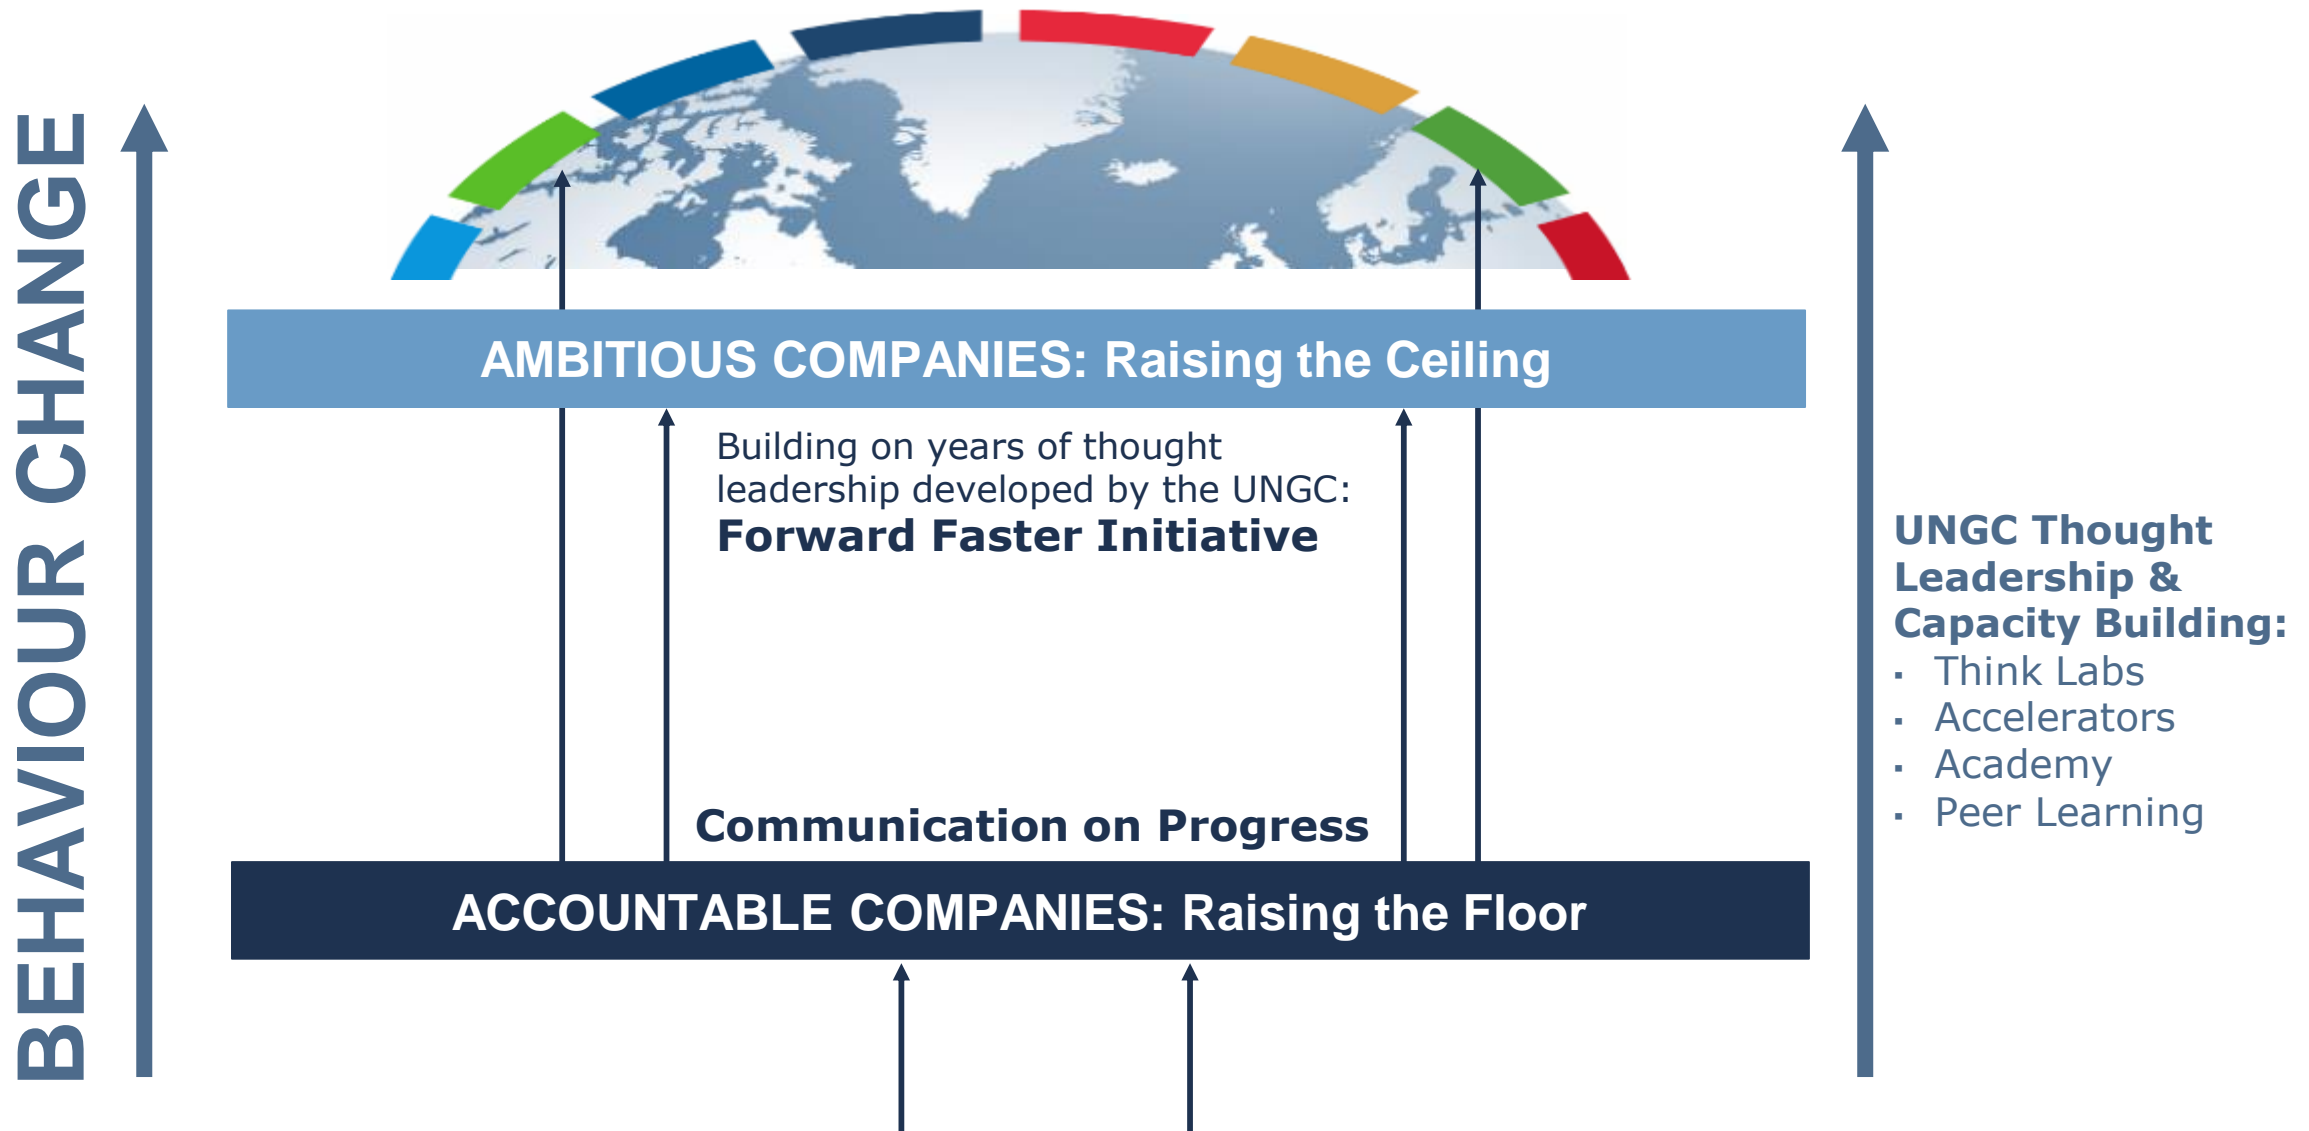 BEHAVIOUR CHANGE
AMBITIOUS COMPANIES: Raising the Ceiling
Building on years of thought
leadership developed by the UNGC:
Forward Faster Initiative
Communication on Progress
ACCOUNTABLE COMPANIES: Raising the Floor
UNGC Thought
Leadership &
Capacity Building:
▪ Think Labs
▪ Accelerators
▪ Academy
▪ Peer Learning